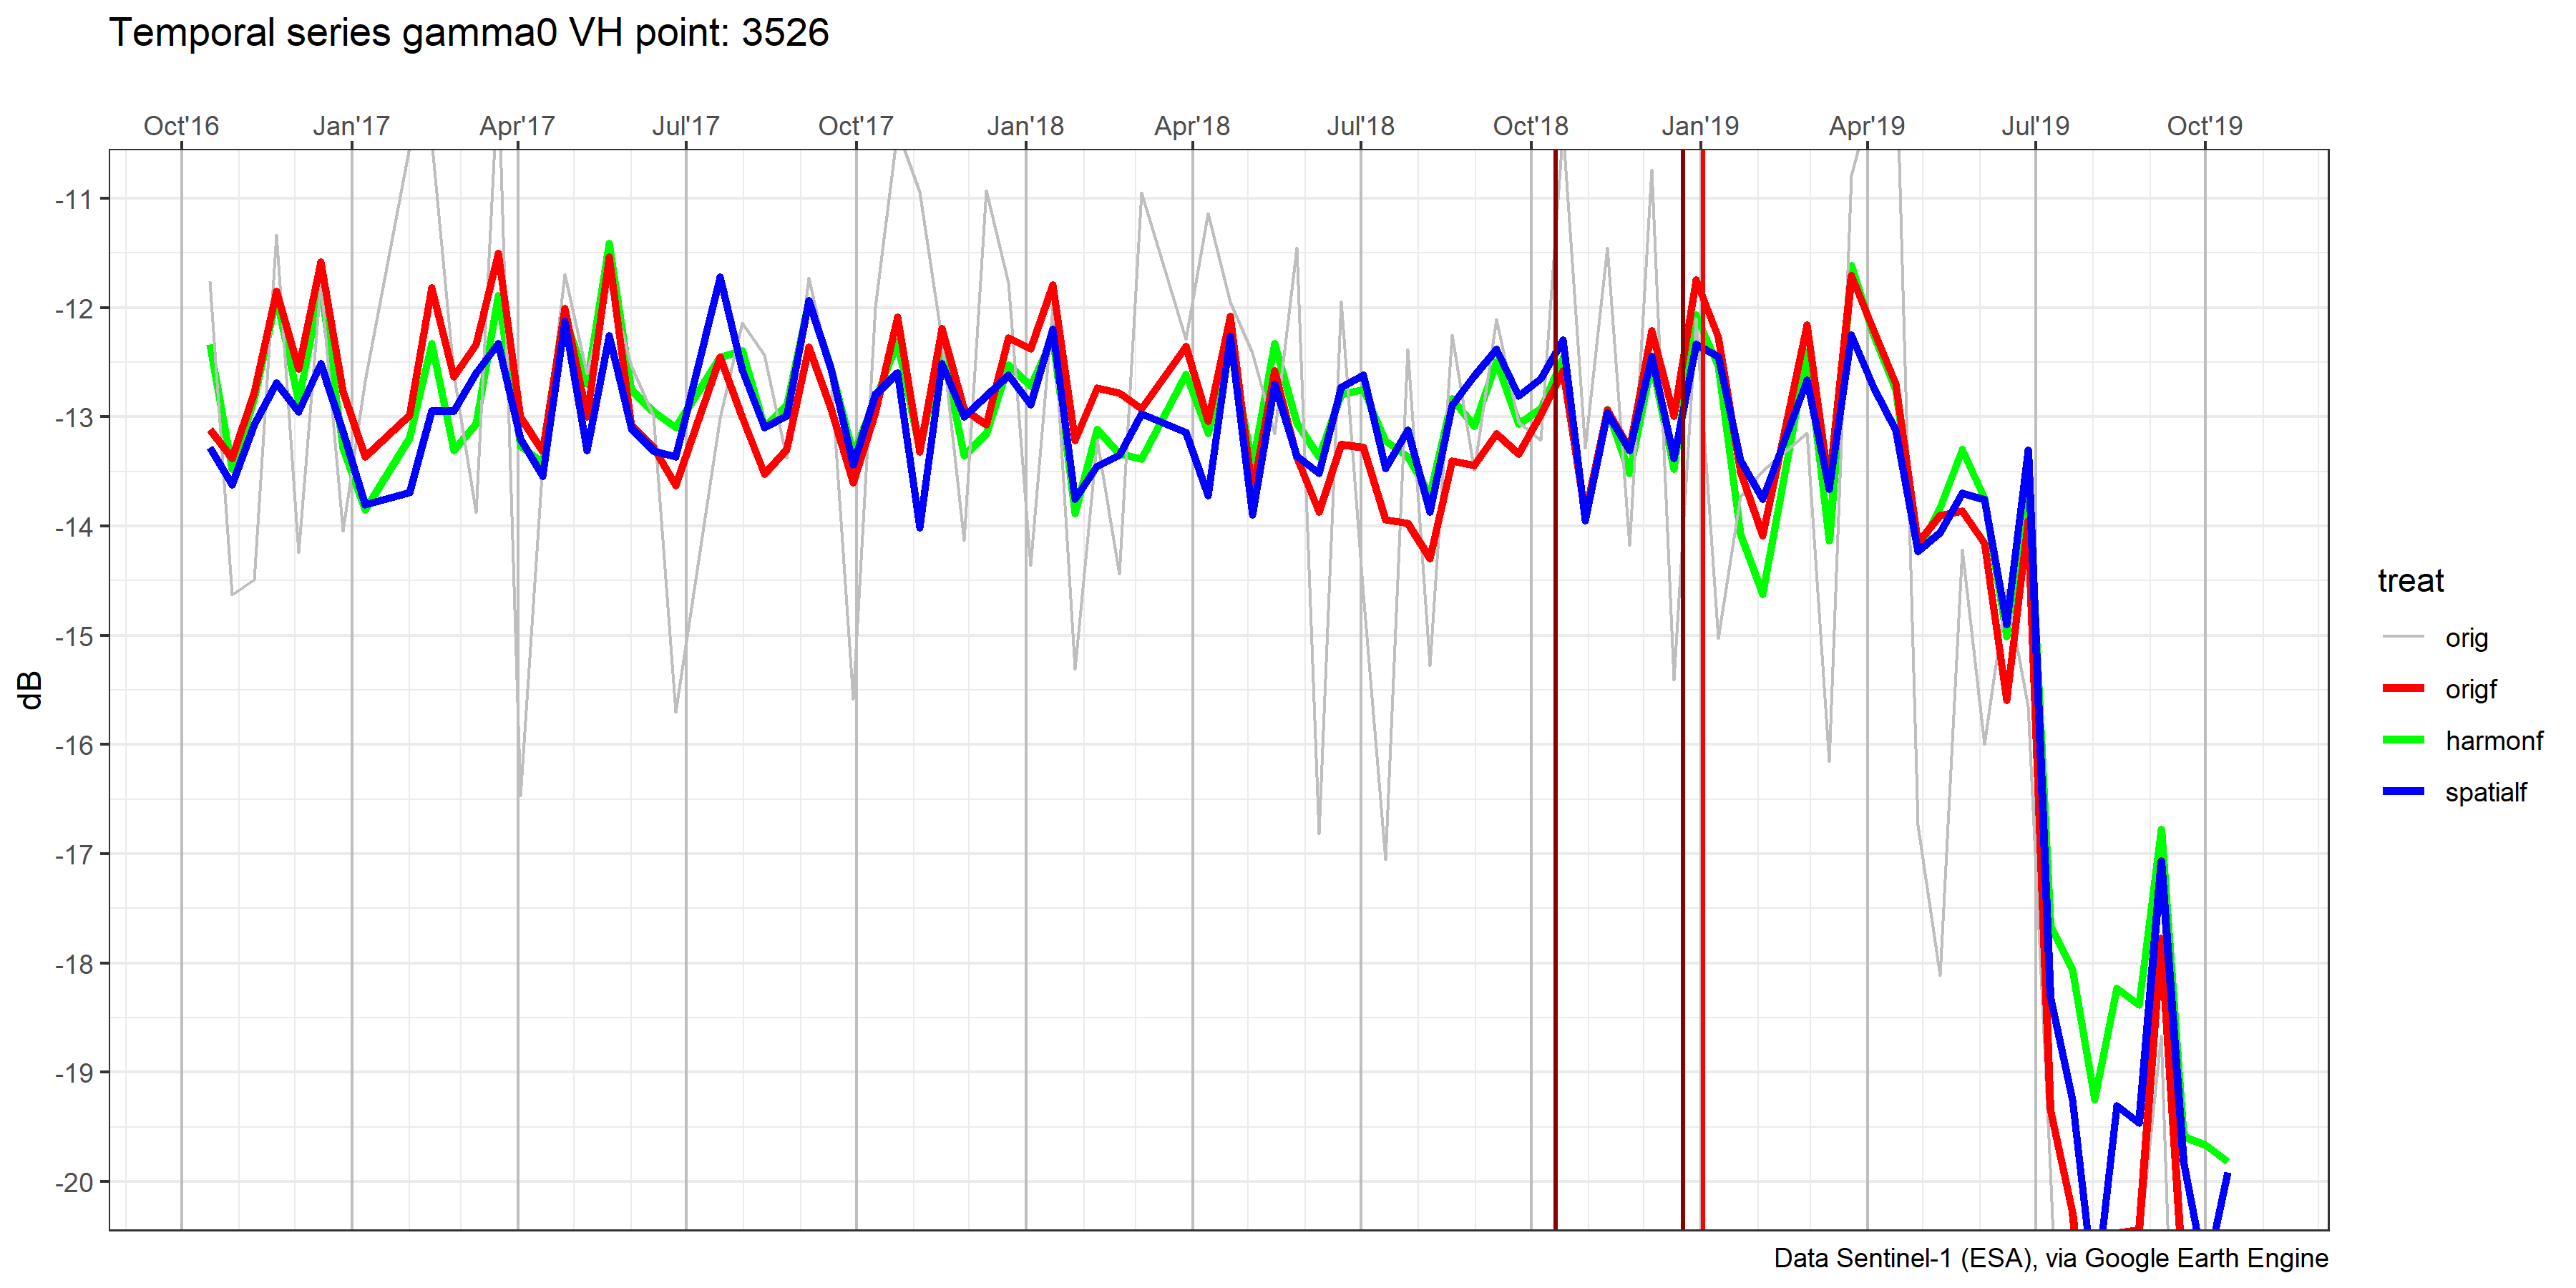 Temporal series gamma0 VH point: 3526
Oct'16 Jan'17 Apr'17 Jul'17 Oct'17 Jan'18 Apr'18 Jul'18 Oct'18 Jan'19 Apr'19 Jul'19 Oct'19
-11
-12
-13
-14
-15
-16
-17
-18
-19
-20
dB
treat
orig
origf
harmonf
spatialf
Data Sentinel-1 (ESA), via Google Earth Engine